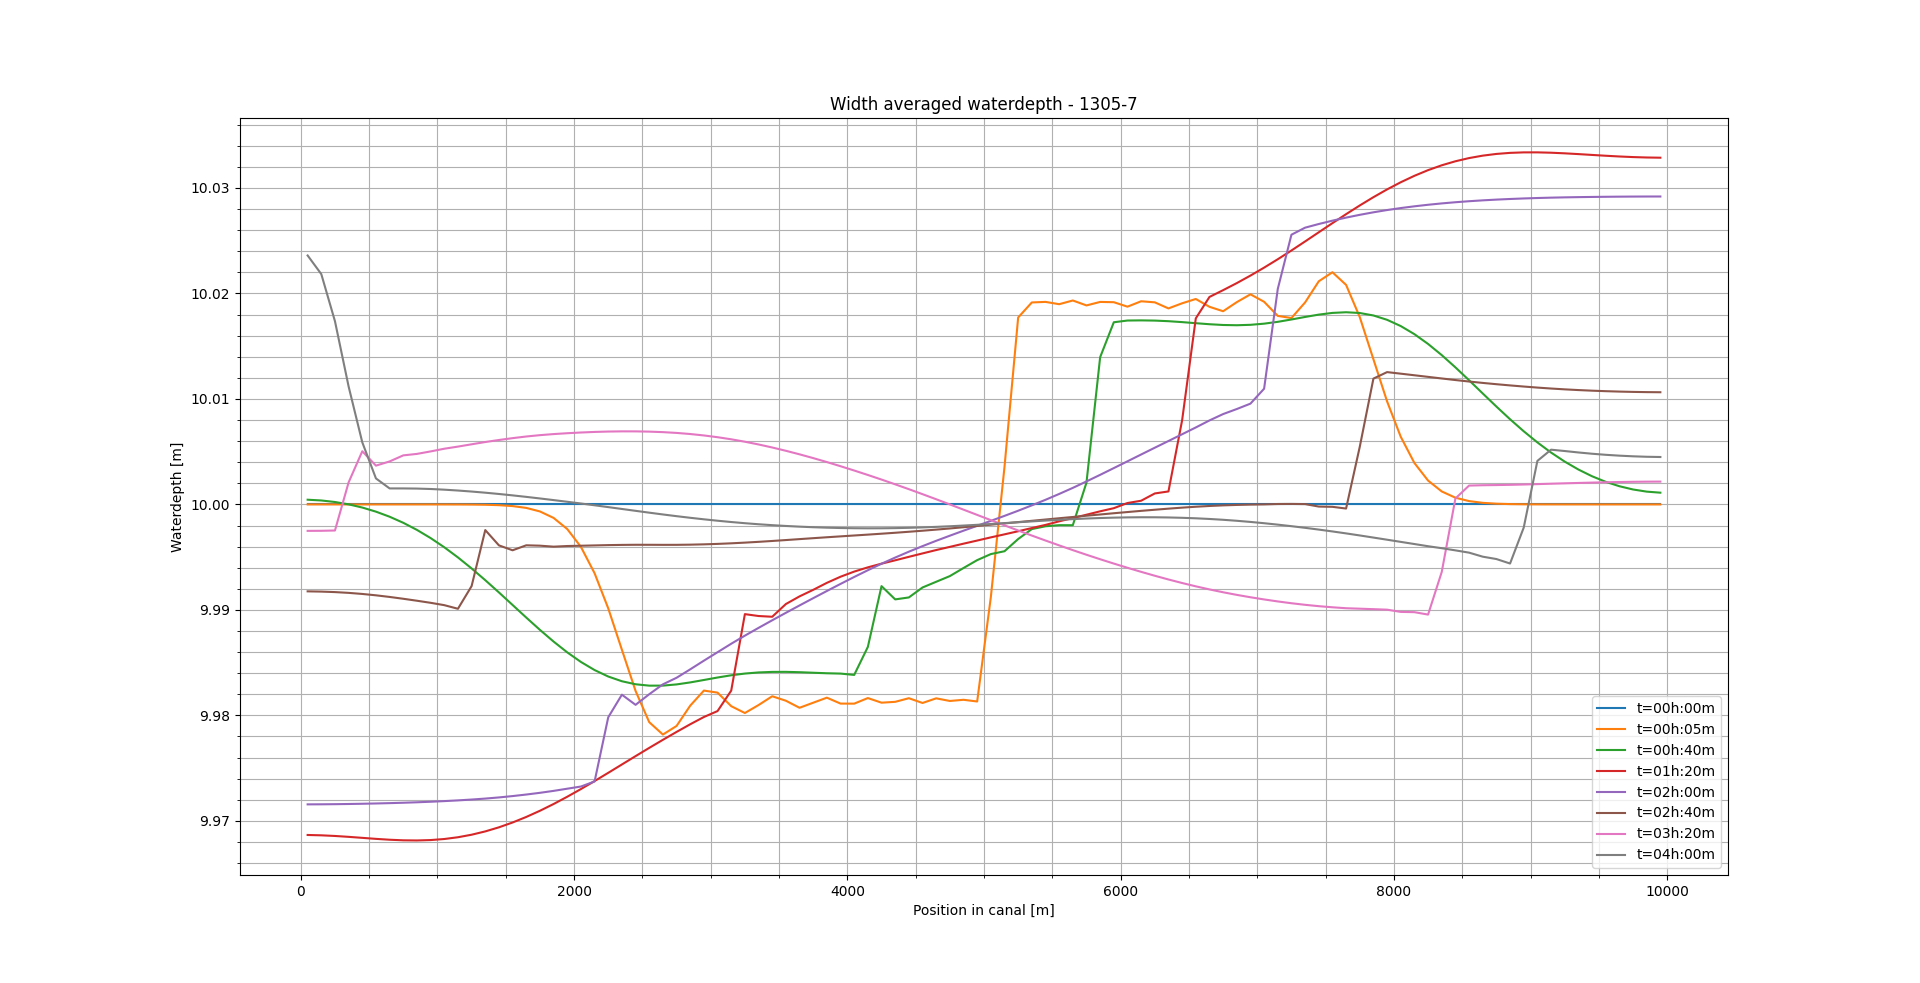 Width averaged waterdepth - 1305-7
Waterdepth [m]
10.03
10.02
10.01
10.00
9.99
9.98
9.97
0 2000 4000 6000 8000 10000
Position in canal [m]
t=00h:00m
t=00h:05m
t=00h:40m
t=01h:20m
t=02h:00m
t=02h:40m
t=03h:20m
t=04h:00m